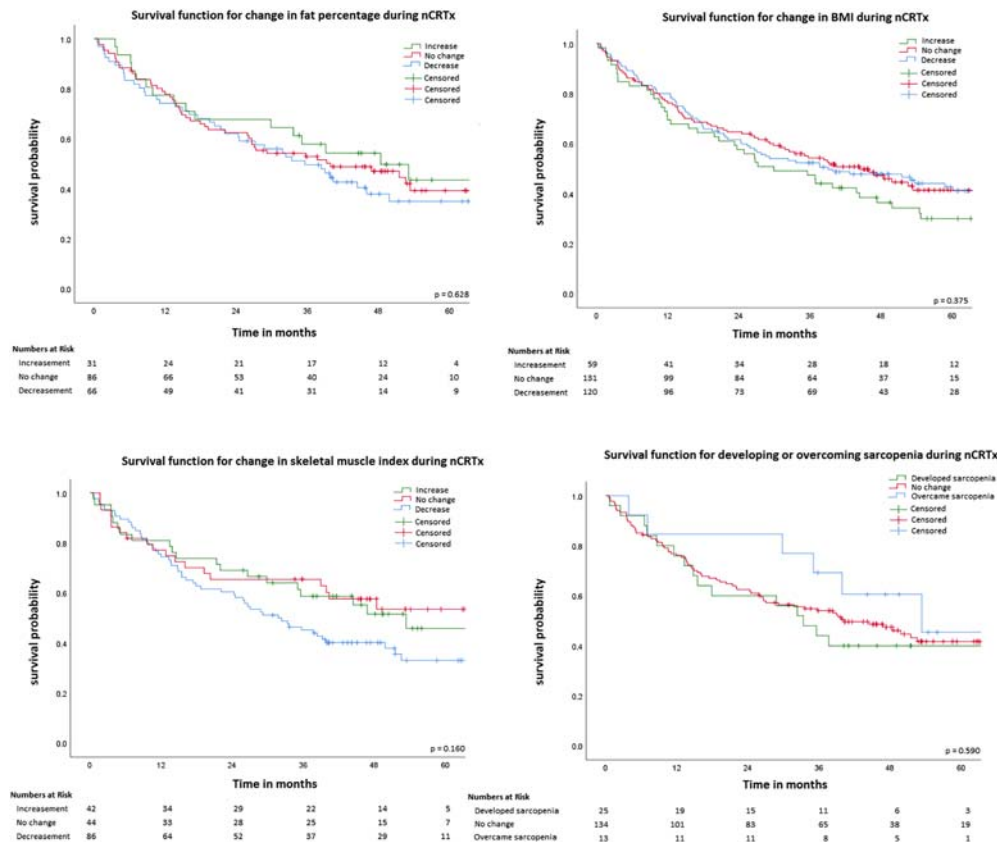 Survival function for change in fat percentage during nCRTx
1.0
0.8
0.6
0.4
0.2
0.0
survival probability
Increase
No change
Decrease
Censored
Censored
Censored
p = 0.628
0 12 24 36 48 60
Time in months
Numbers at Risk
Increasement 31 24 21 17 12 4
No change 86 66 53 40 24 10
Decreasement 66 49 41 31 14 9
Survival function for change in BMI during nCRTx
1.0
0.8
0.6
0.4
0.2
0.0
survival probability
Increase
No change
Decrease
Censored
Censored
Censored
p = 0.375
0 12 24 36 48 60
Time in months
Numbers at Risk
Increasement 59 41 34 28 18 12
No change 131 99 84 64 37 15
Decreasement 120 96 73 69 43 28
Survival function for change in skeletal muscle index during nCRTx
1.0
0.8
0.6
0.4
0.2
0.0
survival probability
Increase
No change
Decrease
Censored
Censored
Censored
p = 0.160
0 12 24 36 48 60
Time in months
Numbers at Risk
Increasement 42 34 29 22 14 5
No change 44 33 28 25 15 7
Decreasement 86 64 52 37 29 11
Survival function for developing or overcoming sarcopenia during nCRTx
1.0
0.8
0.6
0.4
0.2
0.0
survival probability
Developed sarcopenia
No change
Overcame sarcopenia
Censored
Censored
Censored
p = 0.590
0 12 24 36 48 60
Time in months
Numbers at Risk
Developed sarcopenia 25 19 15 11 6 3
No change 134 101 83 65 38 19
Overcame sarcopenia 13 11 11 8 5 1